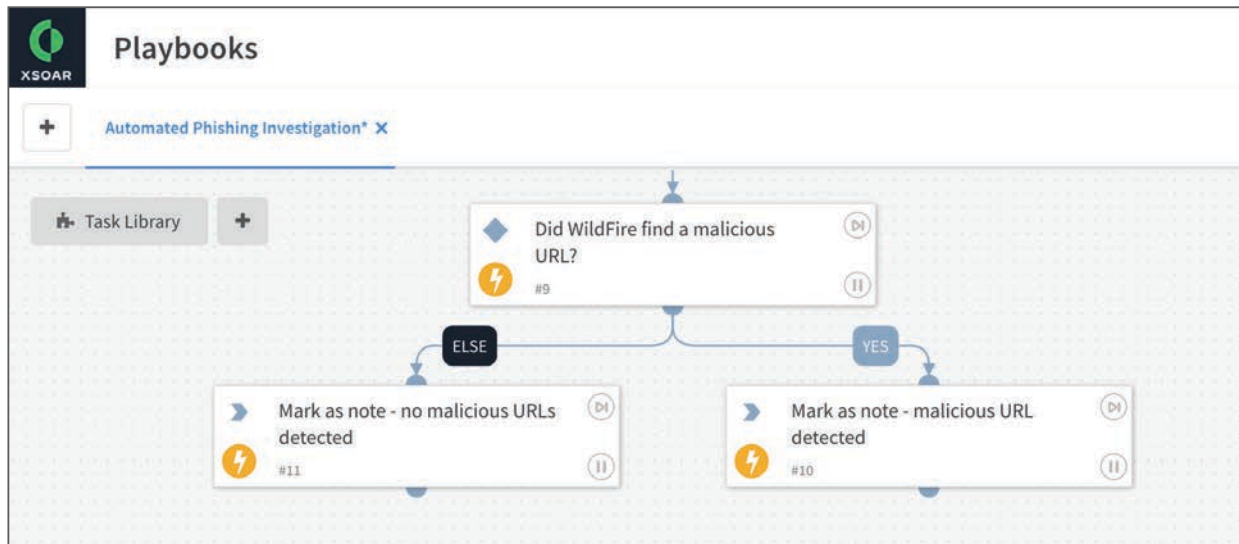 XSOAR
Playbooks
Automated Phishing Investigation*
Task Library
Did WildFire find a malicious
URL?
#9
ELSE
YES
Mark as note - no malicious URLs
detected
#11
Mark as note - malicious URL
detected
#10